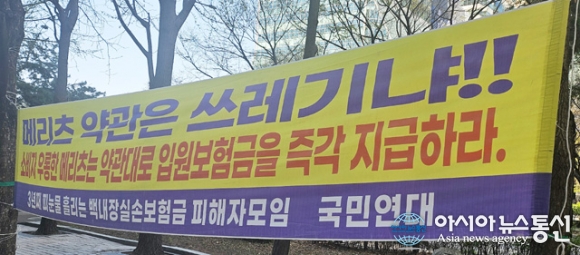 메리츠 약관은 쓰레기냐!!
소비자 우롱한 메리츠는 약관대로 입원보험금을 즉각 지급하라.
3년째 피눈물 흘리는 백내장실손보험금 피해자모임 국민연대
아시아뉴스통신
Asia news agency